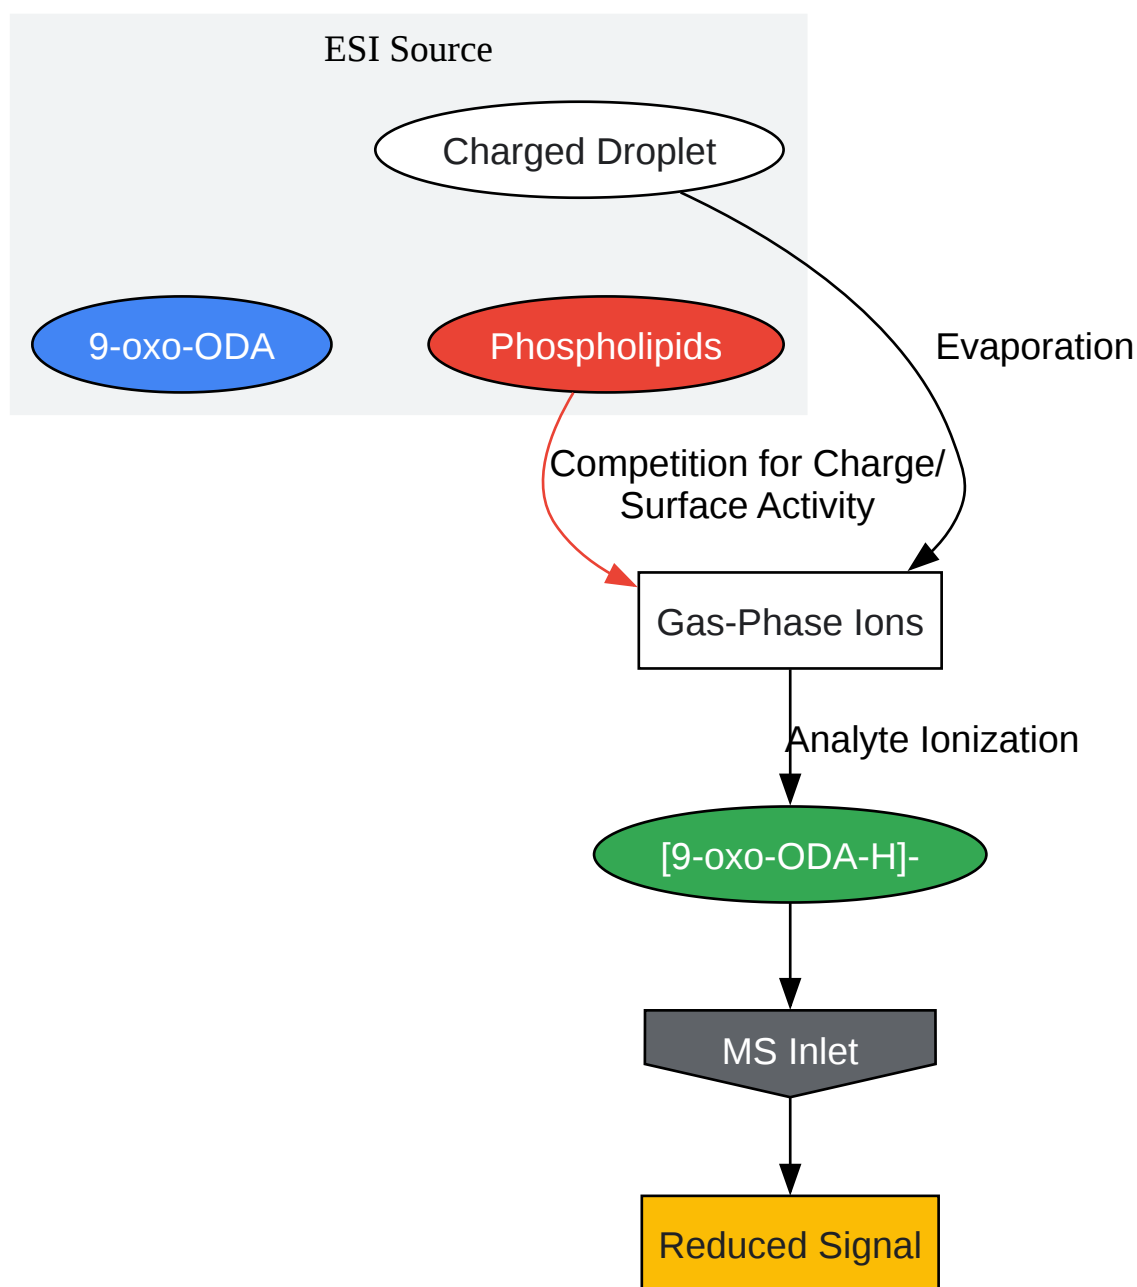 ESI Source
Charged Droplet
9-oxo-ODA
Phospholipids
Evaporation
Competition for Charge/
Surface Activity
Gas-Phase Ions
Analyte Ionization
[9-oxo-ODA-H]-
MS Inlet
Reduced Signal